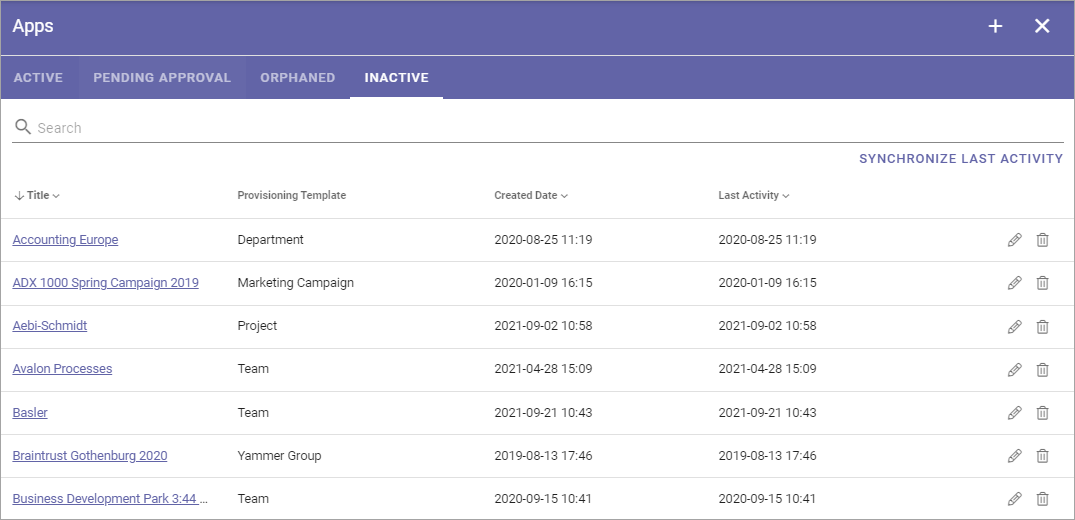 Apps
ACTIVE PENDING APPROVAL ORPHANED INACTIVE
Search
SYNCHRONIZE LAST ACTIVITY
Title Provisioning Template Created Date Last Activity
Accounting Europe Department 2020-08-25 11:19 2020-08-25 11:19
ADX 1000 Spring Campaign 2019 Marketing Campaign 2020-01-09 16:15 2020-01-09 16:15
Aebi-Schmidt Project 2021-09-02 10:58 2021-09-02 10:58
Avalon Processes Team 2021-04-28 15:09 2021-04-28 15:09
Basler Team 2021-09-21 10:43 2021-09-21 10:43
Braintrust Gothenburg 2020 Yammer Group 2019-08-13 17:46 2019-08-13 17:46
Business Development Park 3:44 ... Team 2020-09-15 10:41 2020-09-15 10:41